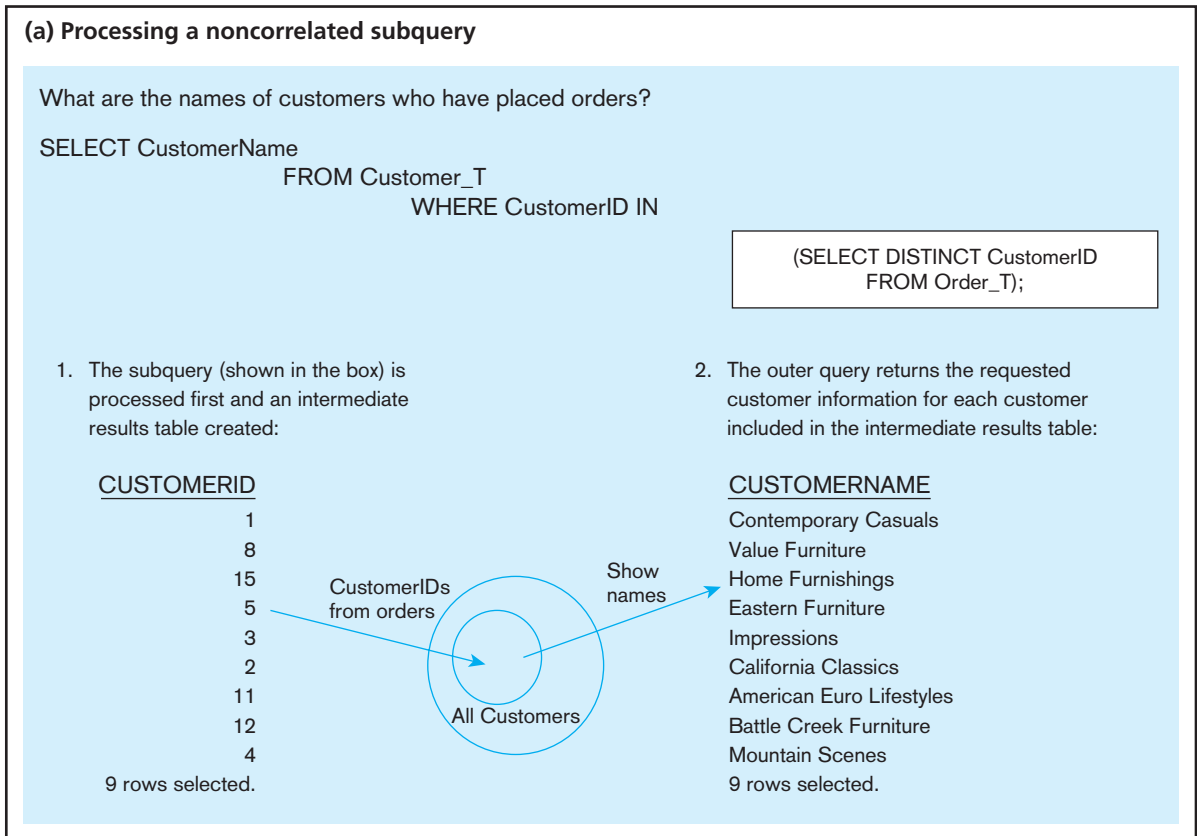 (a) Processing a noncorrelated subquery
What are the names of customers who have placed orders?
SELECT CustomerName
FROM Customer_T
WHERE CustomerID IN
(SELECT DISTINCT CustomerID
FROM Order_T);
1. The subquery (shown in the box) is
processed first and an intermediate
results table created:
CUSTOMERID
1
8
15
5
3
2
11
12
4
9 rows selected.
CustomerIDs
from orders
All Customers
Show
names
2. The outer query returns the requested
customer information for each customer
included in the intermediate results table:
CUSTOMERNAME
Contemporary Casuals
Value Furniture
Home Furnishings
Eastern Furniture
Impressions
California Classics
American Euro Lifestyles
Battle Creek Furniture
Mountain Scenes
9 rows selected.